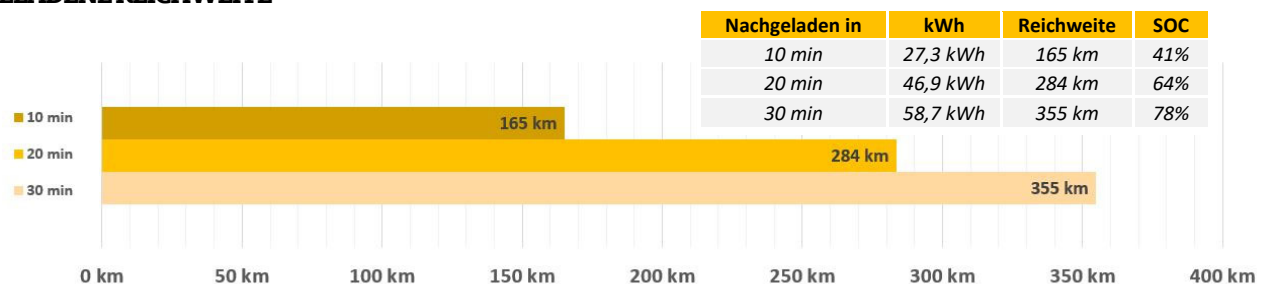 Nachgeladen in kWh Reichweite SOC
10 min 27,3 kWh 165 km 41%
20 min 46,9 kWh 284 km 64%
30 min 58,7 kWh 355 km 78%
10 min 165 km
20 min 284 km
30 min 355 km
0 km 50 km 100 km 150 km 200 km 250 km 300 km 350 km 400 km